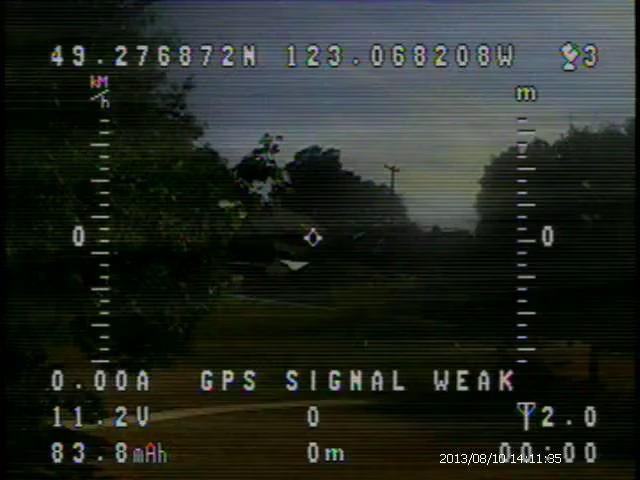 49.276872N 123.068208W 3
kM/h m
0 0
0.00A GPS SIGNAL WEAK
11.2V 0 2.0
83.8mAh 0m 00:00
2013/08/10 14:11:35